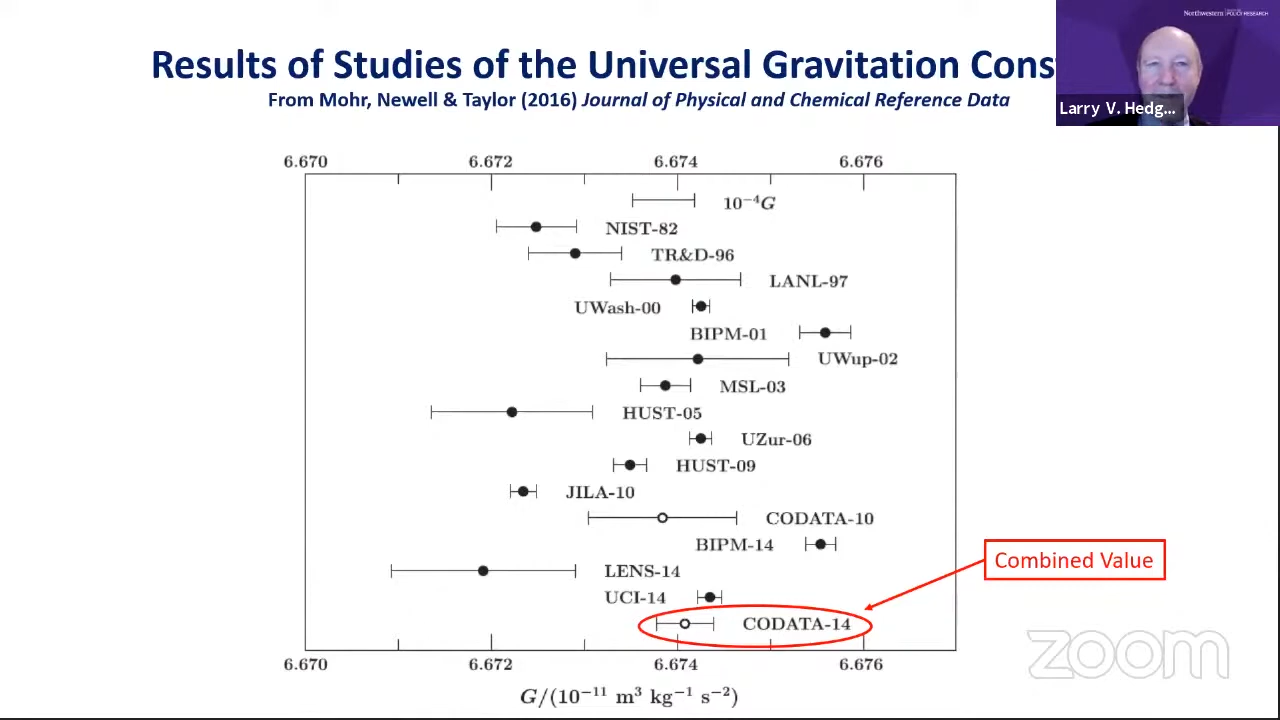 Results of Studies of the Universal Gravitation Cons
From Mohr, Newell & Taylor (2016) Journal of Physical and Chemical Reference Data
Northwestern
POLICY RESEARCH
Larry V. Hedg...
6.670 6.672 6.674 6.676
10⁻⁴G
NIST-82
TR&D-96
LANL-97
UWash-00
BIPM-01
UWup-02
MSL-03
HUST-05
UZur-06
HUST-09
JILA-10
CODATA-10
BIPM-14
Combined Value
LENS-14
UCI-14
CODATA-14
6.670 6.672 6.674 6.676
G/(10⁻¹¹ m³ kg⁻¹ s⁻²)
zoom